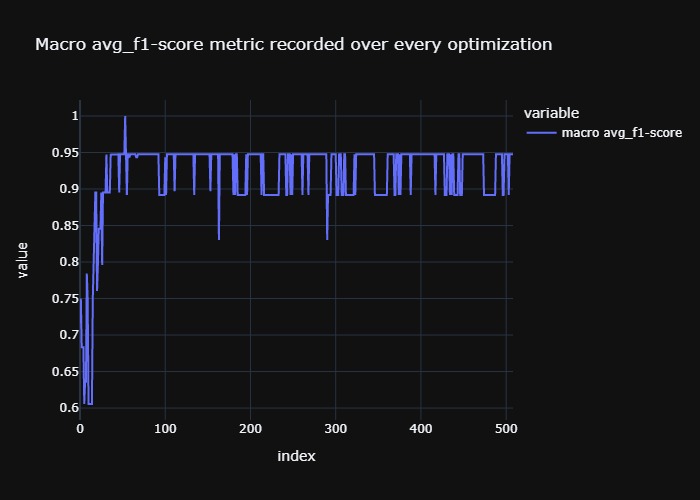 Macro avg_f1-score metric recorded over every optimization
variable
macro avg_f1-score
value
1
0.95
0.9
0.85
0.8
0.75
0.7
0.65
0.6
0 100 200 300 400 500
index